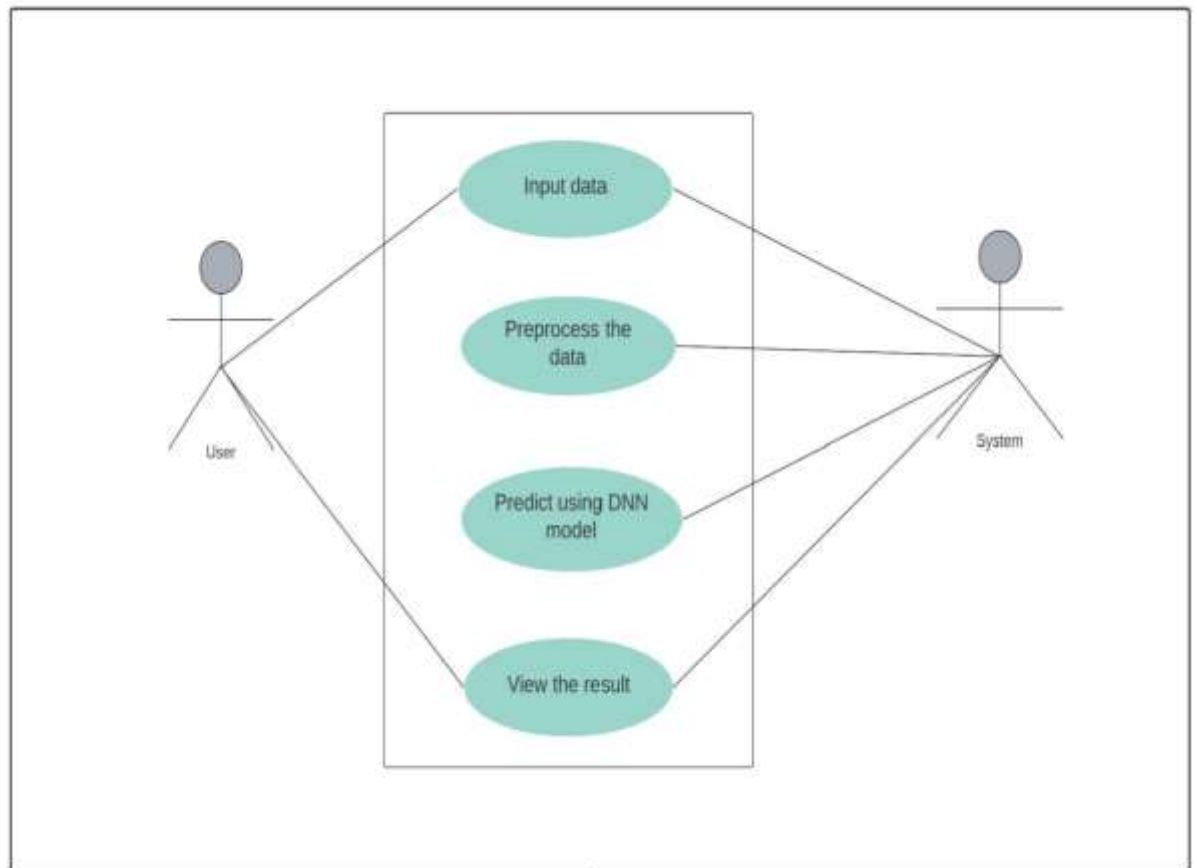 Input data
Preprocess the
data
User
System
Predict using DNN
model
View the result